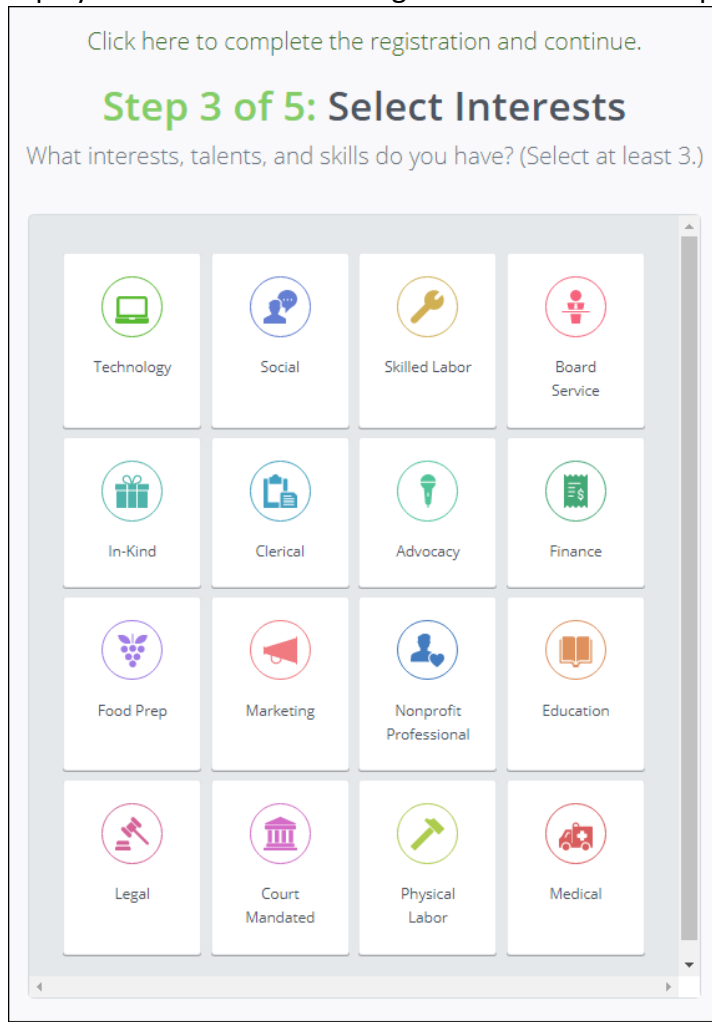 Click here to complete the registration and continue.
Step 3 of 5: Select Interests
What interests, talents, and skills do you have? (Select at least 3.)
Technology
Social
Skilled Labor
Board
Service
In-Kind
Clerical
Advocacy
Finance
Food Prep
Marketing
Nonprofit
Professional
Education
Legal
Court
Mandated
Physical
Labor
Medical